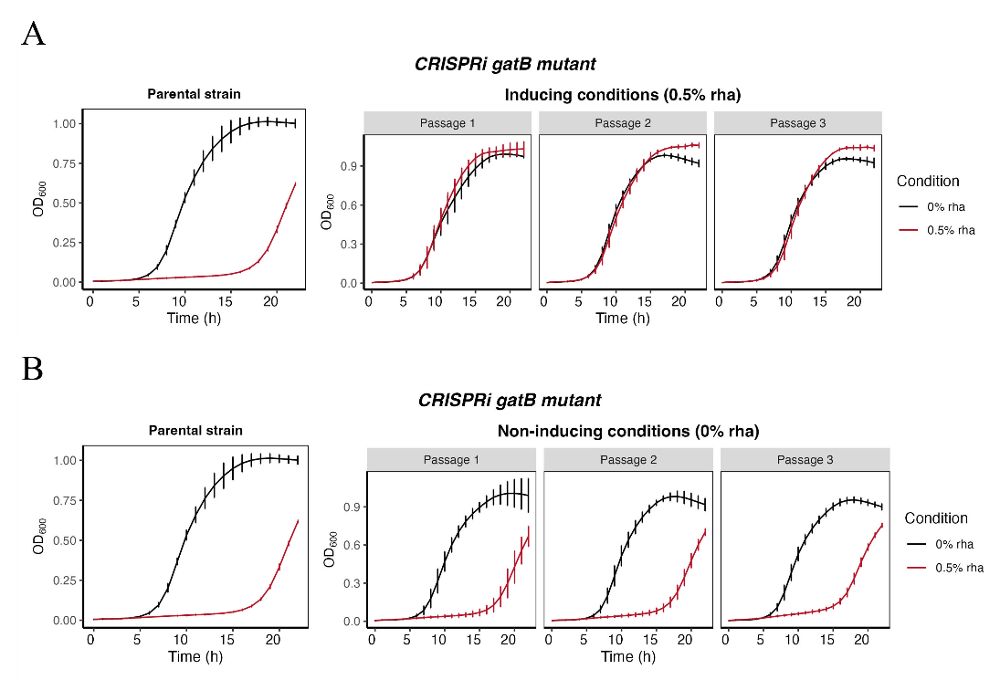 A
CRISPRi gatB mutant
Parental strain
Inducing conditions (0.5% rha)
Passage 1 Passage 2 Passage 3
1.00
0.75
0.50
0.25
0.00
OD600
0 5 10 15 20
Time (h)
0.9
0.6
0.3
0.0
OD600
0 5 10 15 20 0 5 10 15 20 0 5 10 15 20
Time (h)
Condition
0% rha
0.5% rha
B
CRISPRi gatB mutant
Parental strain
Non-inducing conditions (0% rha)
Passage 1 Passage 2 Passage 3
1.00
0.75
0.50
0.25
0.00
OD600
0 5 10 15 20
Time (h)
0.9
0.6
0.3
0.0
OD600
0 5 10 15 20 0 5 10 15 20 0 5 10 15 20
Time (h)
Condition
0% rha
0.5% rha